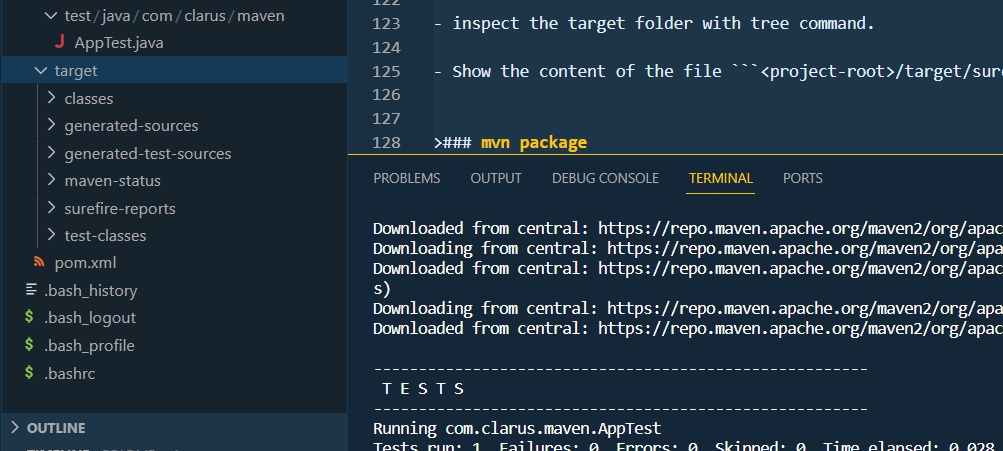 test/java/com/clarus/maven
AppTest.java
target
classes
generated-sources
generated-test-sources
maven-status
surefire-reports
test-classes
pom.xml
.bash_history
.bash_logout
.bash_profile
.bashrc
OUTLINE
122
123 - inspect the target folder with tree command.
124
125 - Show the content of the file ```<project-root>/target/sure
126
127
128 >### mvn package
PROBLEMS OUTPUT DEBUG CONSOLE TERMINAL PORTS
Downloaded from central: https://repo.maven.apache.org/maven2/org/apac
Downloading from central: https://repo.maven.apache.org/maven2/org/apac
Downloaded from central: https://repo.maven.apache.org/maven2/org/apac
s)
Downloading from central: https://repo.maven.apache.org/maven2/org/apac
Downloaded from central: https://repo.maven.apache.org/maven2/org/apac
-------------------------------------------------------
T E S T S
-------------------------------------------------------
Running com.clarus.maven.AppTest
Tests run: 1, Failures: 0, Errors: 0, Skipped: 0, Time elapsed: 0.028